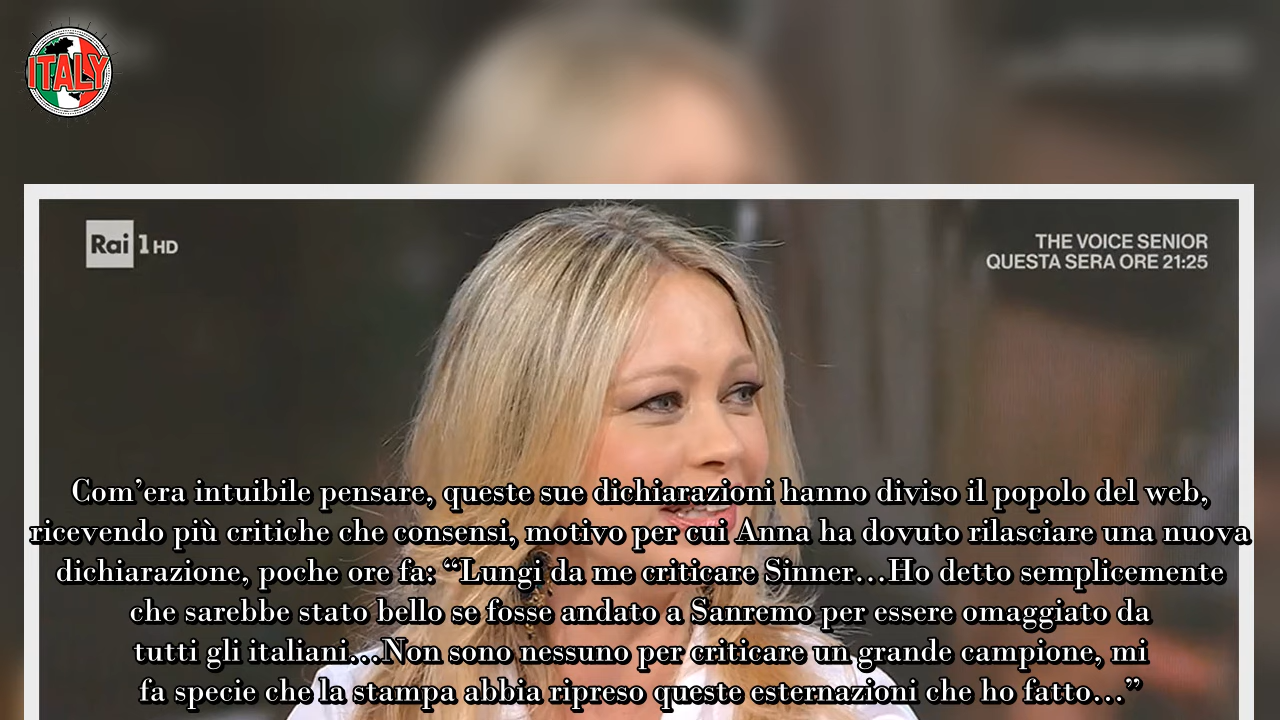 ITALY
Rai 1 HD
THE VOICE SENIOR
QUESTA SERA ORE 21:25
Com’era intuibile pensare, queste sue dichiarazioni hanno diviso il popolo del web,
ricevendo più critiche che consensi, motivo per cui Anna ha dovuto rilasciare una nuova
dichiarazione, poche ore fa: “Lungi da me criticare Sinner…Ho detto semplicemente
che sarebbe stato bello se fosse andato a Sanremo per essere omaggiato da
tutti gli italiani…Non sono nessuno per criticare un grande campione, mi
fa specie che la stampa abbia ripreso queste esternazioni che ho fatto…”